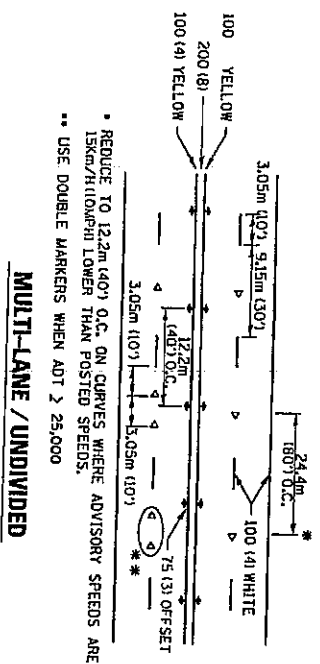 100 YELLOW
200 (8)
100 (4) YELLOW
3.05m (10')
9.15m (30')
24.4m
(80') O.C.
*
100 (4) WHITE
12.2m
(40') O.C.
3.05m (10')
3.05m (10')
75 (3) OFFSET
**
* REDUCE TO 12.2m (40') O.C. ON CURVES WHERE ADVISORY SPEEDS ARE
15Km/H (10MPH) LOWER THAN POSTED SPEEDS.
** USE DOUBLE MARKERS WHEN ADT ≥ 25,000
MULTI-LANE / UNDIVIDED